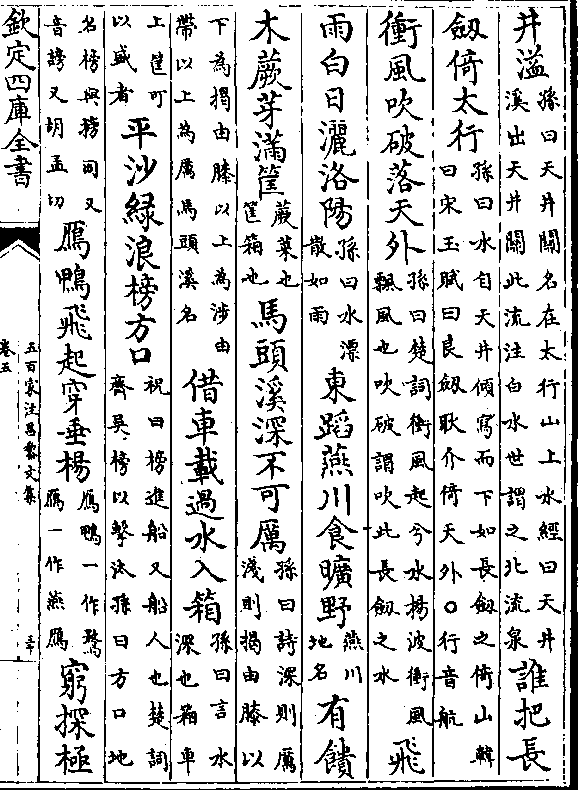 井溢孫曰天井關名在太行山上水經曰天井溪出天井關此流注白水世謂之北流泉誰把長
劔倚太行孫曰水自天井傾寫而下如長劔之倚山韓曰宋玉賦曰良劔耿介倚天外○行音航
衝風吹破落天外孫曰楚詞衝風起兮水揚波衝風飄風也吹破謂吹此長劔之水飛
雨白日灑洛陽孫曰水漂散如雨東蹈燕川食曠野燕川地名有饋
木蕨芽滿筐蕨菜也筐箱也馬頭溪深不可厲孫曰詩深則厲淺則揭由膝以
下為揭由膝以上為涉由帶以上為厲馬頭溪名借車載過水入箱孫曰言水深也箱車
上筐可以盛者平沙綠浪榜方口祝曰榜進船又船人也楚詞齊吳榜以擊汰孫曰方口地
名榜與搒同又音謗又胡孟切鴈鴨飛起穿垂楊鴈鴨一作鵞鴈一作燕鴈窮探極
欽定四庫全書
五百家注昌黎文集
卷五